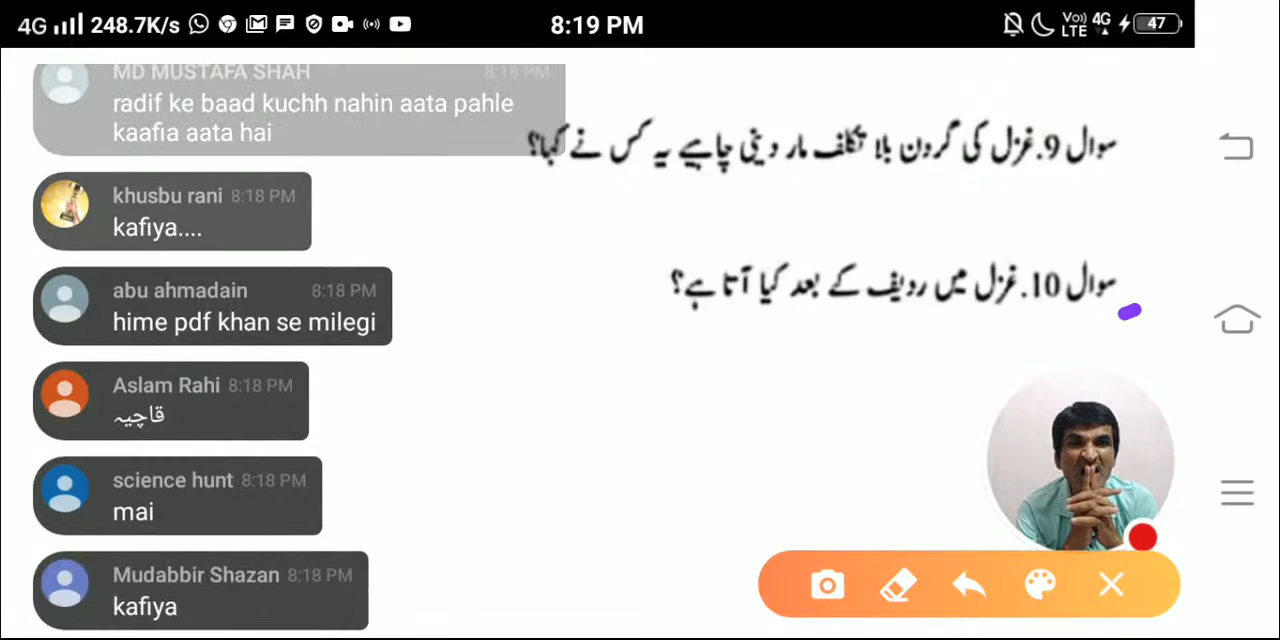 4G 248.7K/s 8:19 PM Vo) LTE 4G 47
MD MUSTAFA SHAH 8:18 PM
radif ke baad kuchh nahin aata pahle
kaafia aata hai
khusbu rani 8:18 PM
kafiya....
abu ahmadain 8:18 PM
hime pdf khan se milegi
Aslam Rahi 8:18 PM
قاچیہ
science hunt 8:18 PM
mai
Mudabbir Shazan 8:18 PM
kafiya
سوال 9.غزل کی گردن بلا تکلف مار دینی چاہیے یہ کس نے کہا؟
سوال 10.غزل میں ردیف کے بعد کیا آتا ہے؟